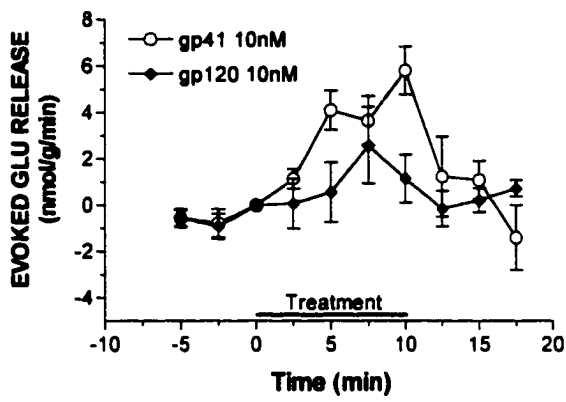 EVOKED GLU RELEASE
(nmol/g/min)
8
6
4
2
0
-2
-4
gp41 10nM
gp120 10nM
Treatment
-10 -5 0 5 10 15 20
Time (min)